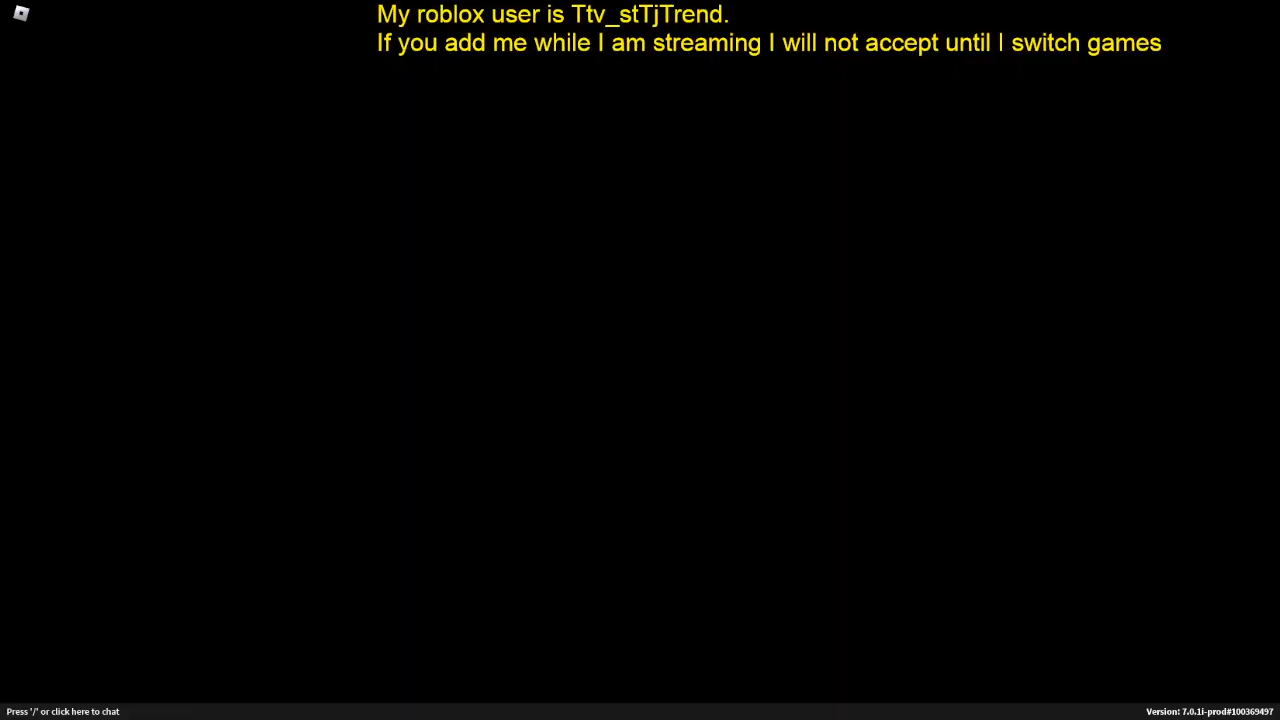 My roblox user is Ttv_stTjTrend.
If you add me while I am streaming I will not accept until I switch games
Press '/' or click here to chat
Version: 7.0.1i-prod#100369497